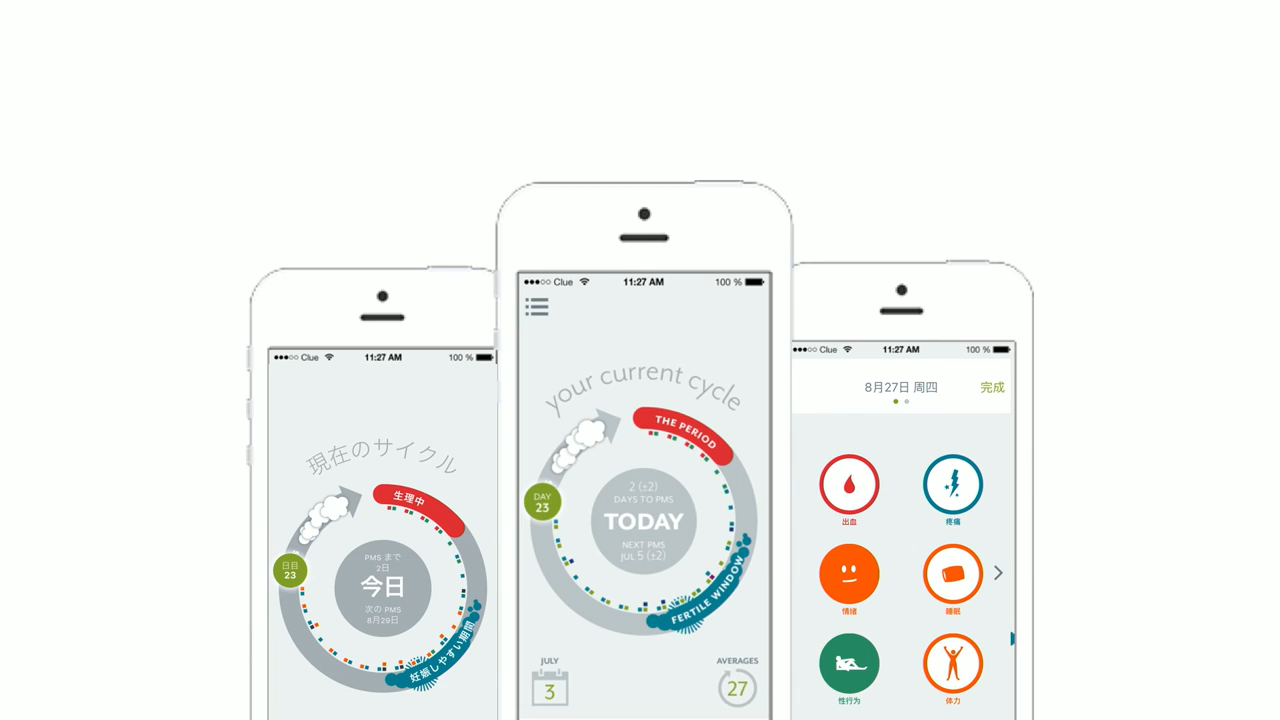 Clue 11:27 AM 100 %
現在のサイクル
生理中
PMS まで
2日
今日
次の PMS
8月29日
日目
23
妊娠しやすい期間
Clue 11:27 AM 100 %
your current cycle
THE PERIOD
2 (±2)
DAYS TO PMS
TODAY
NEXT PMS
JUL 5 (±2)
DAY
23
FERTILE WINDOW
JULY
3
AVERAGES
27
Clue 11:27 AM 100 %
8月27日 周四
完成
出血
疼痛
情绪
睡眠
性行为
体力